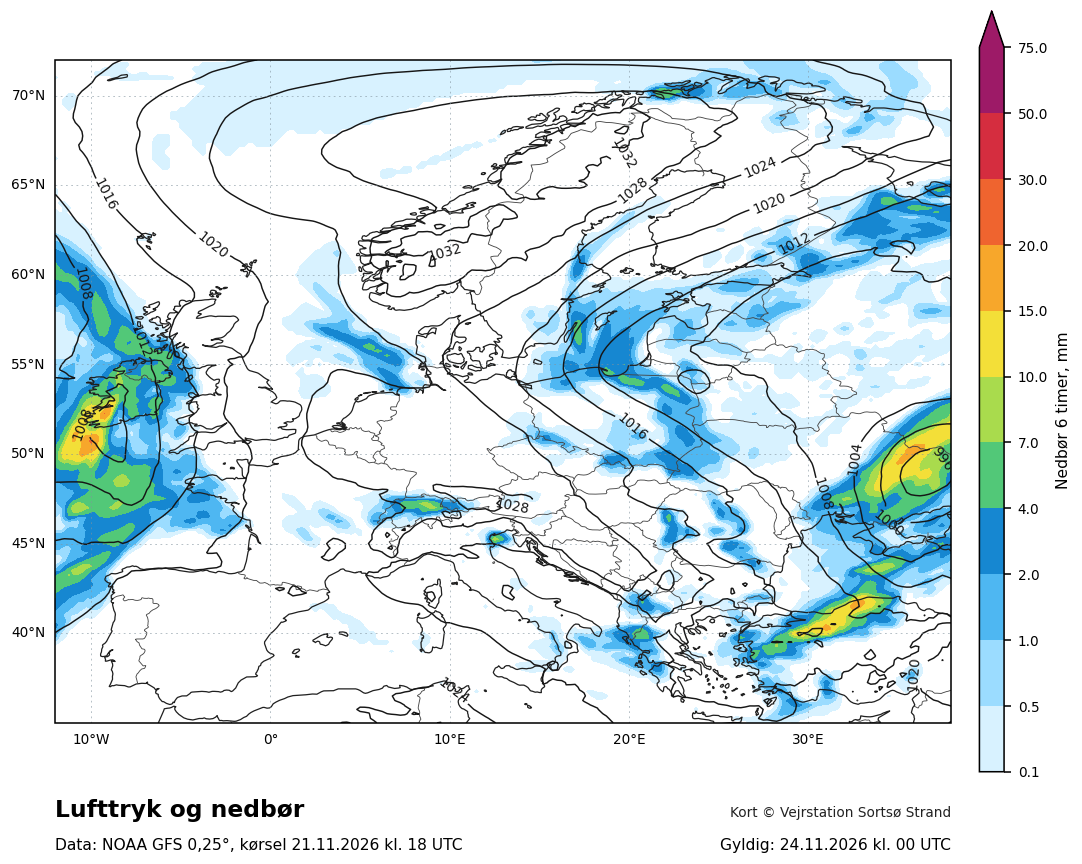 75.0
50.0
30.0
20.0
15.0
10.0
7.0
4.0
2.0
1.0
0.5
0.1
Nedbør 6 timer, mm
70°N
65°N
60°N
55°N
50°N
45°N
40°N
10°W
0°
10°E
20°E
30°E
1016
1020
1008
1012
1008
1032
1032
1028
1024
1020
1012
1016
1004
1008
1000
996
1028
1024
1020
Lufttryk og nedbør
Kort © Vejrstation Sortsø Strand
Data: NOAA GFS 0,25°, kørsel 21.11.2026 kl. 18 UTC
Gyldig: 24.11.2026 kl. 00 UTC